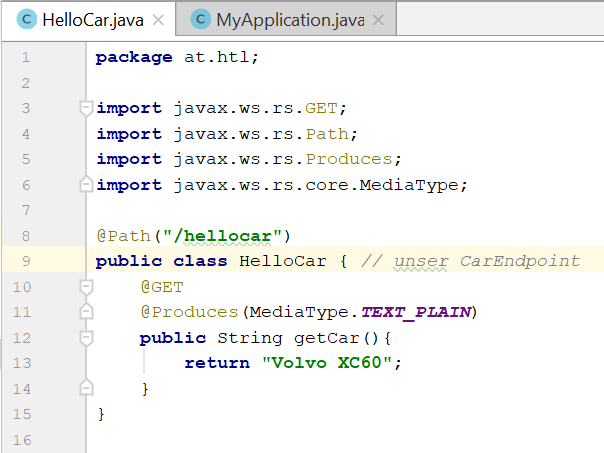 HelloCar.java × MyApplication.java ×
1 package at.htl;
2
3 import javax.ws.rs.GET;
4 import javax.ws.rs.Path;
5 import javax.ws.rs.Produces;
6 import javax.ws.rs.core.MediaType;
7
8 @Path("/hellocar")
9 public class HelloCar { // unser CarEndpoint
10 @GET
11 @Produces(MediaType.TEXT_PLAIN)
12 public String getCar(){
13 return "Volvo XC60";
14 }
15 }
16